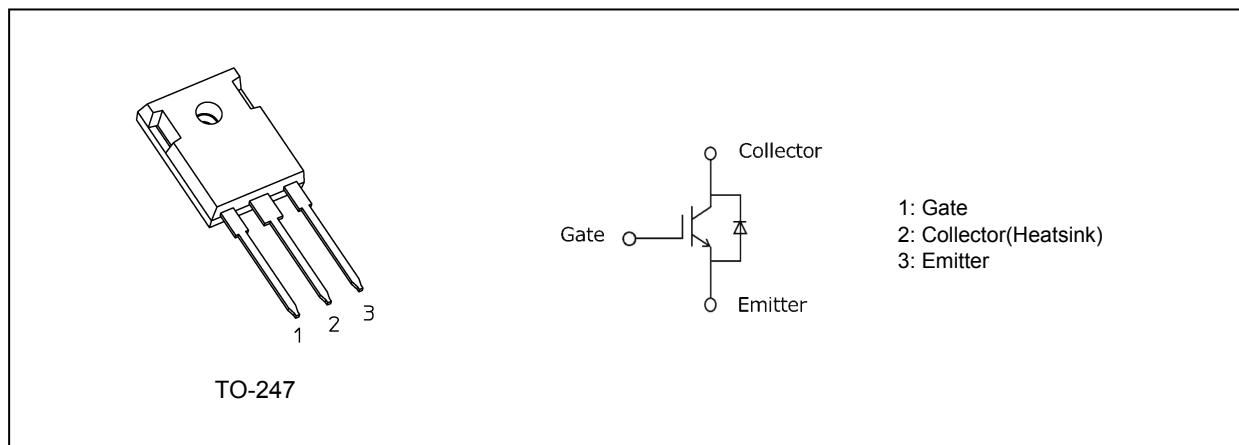 1
2
3
TO-247
Collector
Gate
Emitter
1: Gate
2: Collector(Heatsink)
3: Emitter